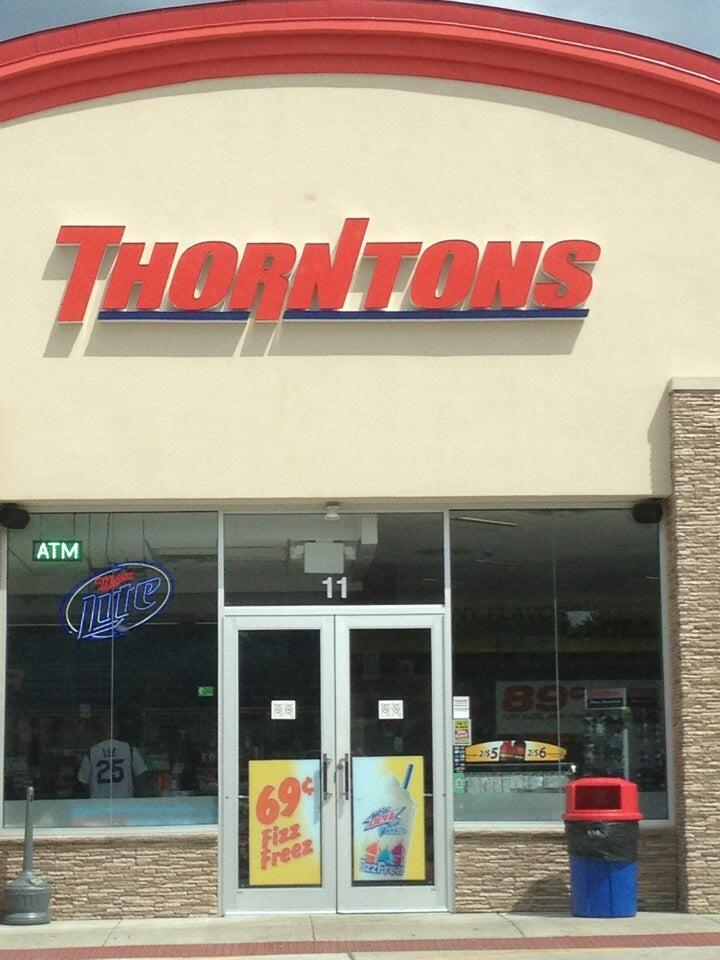 THORNTONS
ATM
Miller
Lite
11
89¢
LEE
25
2/$5 2/$6
69¢
Fizz
Freez